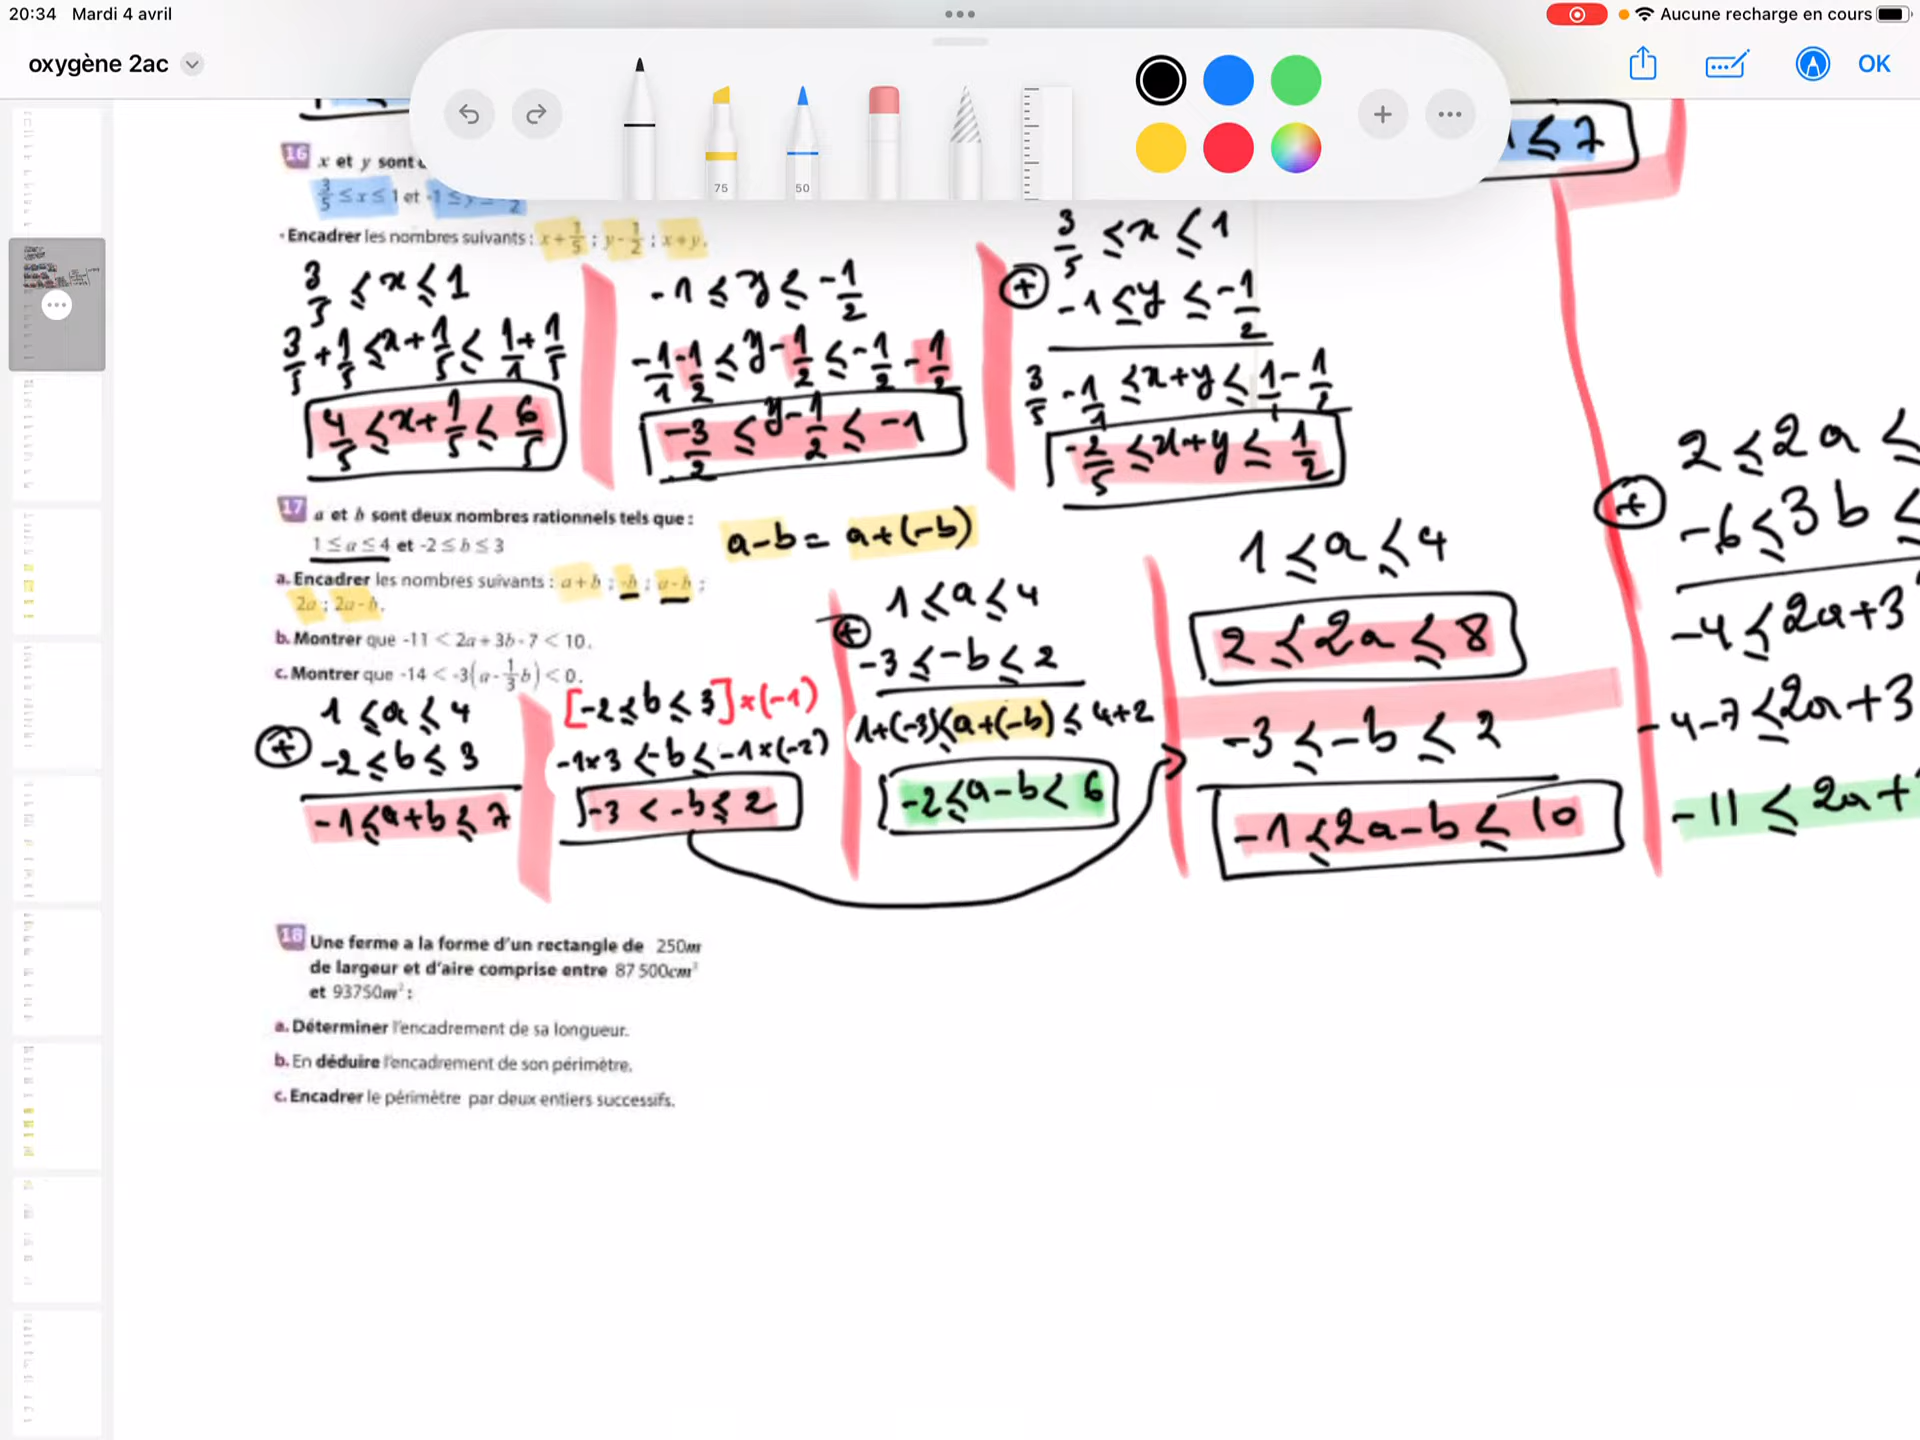 20:34 Mardi 4 avril
Aucune recharge en cours
oxygène 2ac
OK
75
50
≤ 7
16 x et y sont
3/5 ≤ x ≤ 1 et -1 ≤ y
2
• Encadrer les nombres suivants : x + 1/5 ; y - 1/2 ; x + y.
3/5 ≤ x ≤ 1
3/5 + 1/5 ≤ x + 1/5 ≤ 1/1 + 1/5
4/5 ≤ x + 1/5 ≤ 6/5
-1 ≤ y ≤ -1/2
-1/1 - 1/2 ≤ y - 1/2 ≤ -1/2 - 1/2
-3/2 ≤ y - 1/2 ≤ -1
3/5 ≤ x ≤ 1
(+) -1 ≤ y ≤ -1/2
3/5 - 1/1 ≤ x + y ≤ 1/1 - 1/2
-2/5 ≤ x + y ≤ 1/2
17 a et b sont deux nombres rationnels tels que :
1 ≤ a ≤ 4 et -2 ≤ b ≤ 3
a-b = a+(-b)
a. Encadrer les nombres suivants : a + b ; -b ; a - b ;
2a ; 2a - b.
b. Montrer que -11 < 2a + 3b - 7 < 10.
c. Montrer que -14 < -3(a - 1/3 b) < 0.
1 ≤ a ≤ 4
(+) -2 ≤ b ≤ 3
-1 ≤ a+b ≤ 7
[-2 ≤ b ≤ 3] × (-1)
-1×3 ≤ -b ≤ -1×(-2)
-3 < -b ≤ 2
1 ≤ a ≤ 4
(+) -3 ≤ -b ≤ 2
1+(-3) ≤ a+(-b) ≤ 4+2
-2 ≤ a-b < 6
1 ≤ a ≤ 4
2 ≤ 2a ≤ 8
-3 ≤ -b ≤ 2
-1 ≤ 2a-b ≤ 10
2 ≤ 2a ≤
(+) -6 ≤ 3b ≤
-4 ≤ 2a+3
-4-7 ≤ 2a+3
-11 ≤ 2a+
18 Une ferme a la forme d'un rectangle de 250m
de largeur et d'aire comprise entre 87 500cm²
et 93750m² :
a. Déterminer l'encadrement de sa longueur.
b. En déduire l'encadrement de son périmètre.
c. Encadrer le périmètre par deux entiers successifs.